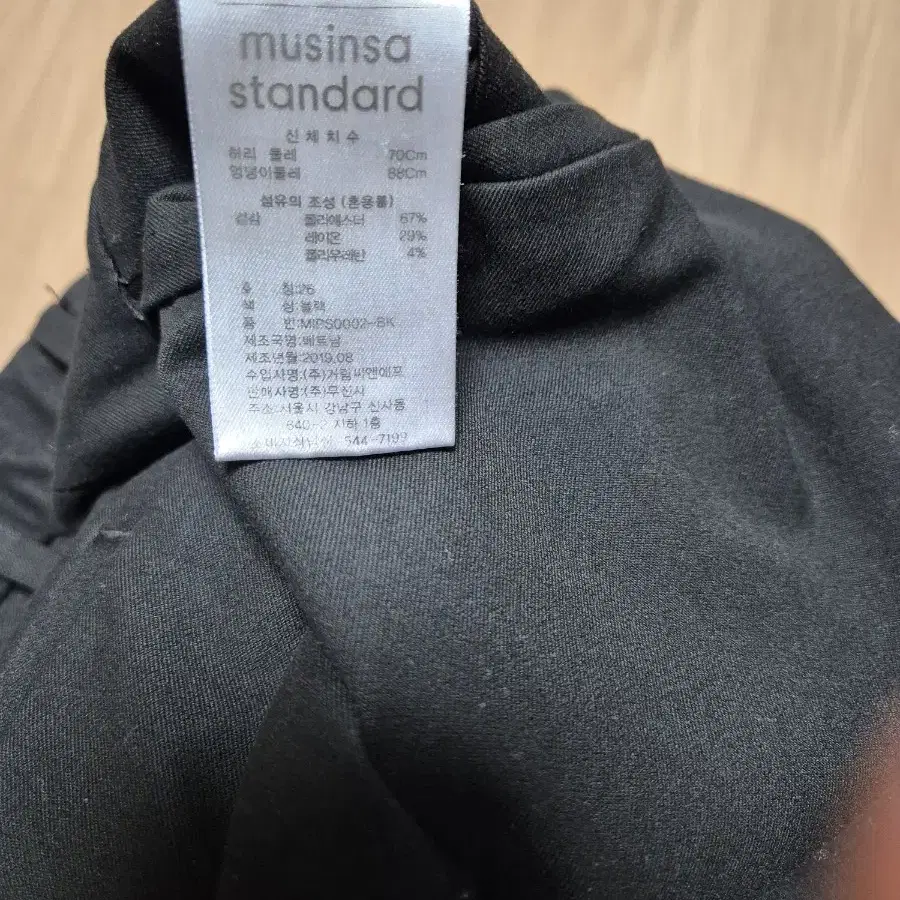 musinsa
standard
신체치수
허리 둘레 70Cm
엉덩이둘레 88Cm
섬유의 조성 (혼용률)
겉감 폴리에스터 67%
레이온 29%
폴리우레탄 4%
호 칭:26
색 상:블랙
품 번:MIPS0002-BK
제조국명:베트남
제조년월:2019.08
수입사명:(주)거림씨앤에프
판매사명:(주)무신사
주소:서울시 강남구 신사동
640-2 지하 1층
544-7199